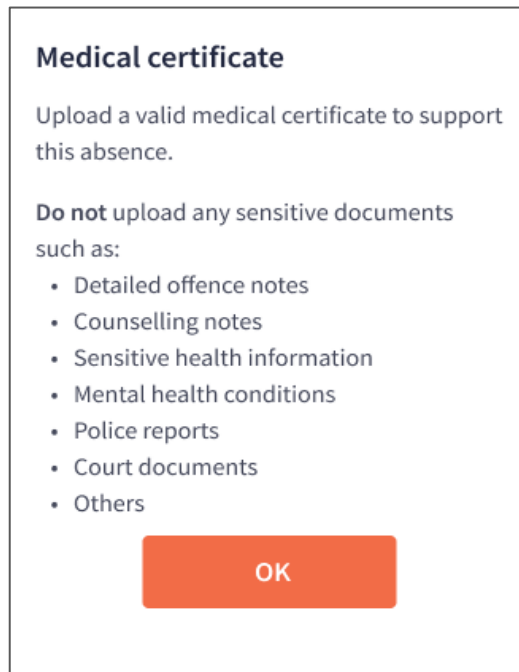 Medical certificate
Upload a valid medical certificate to support
this absence.
Do not upload any sensitive documents
such as:
• Detailed offence notes
• Counselling notes
• Sensitive health information
• Mental health conditions
• Police reports
• Court documents
• Others
OK